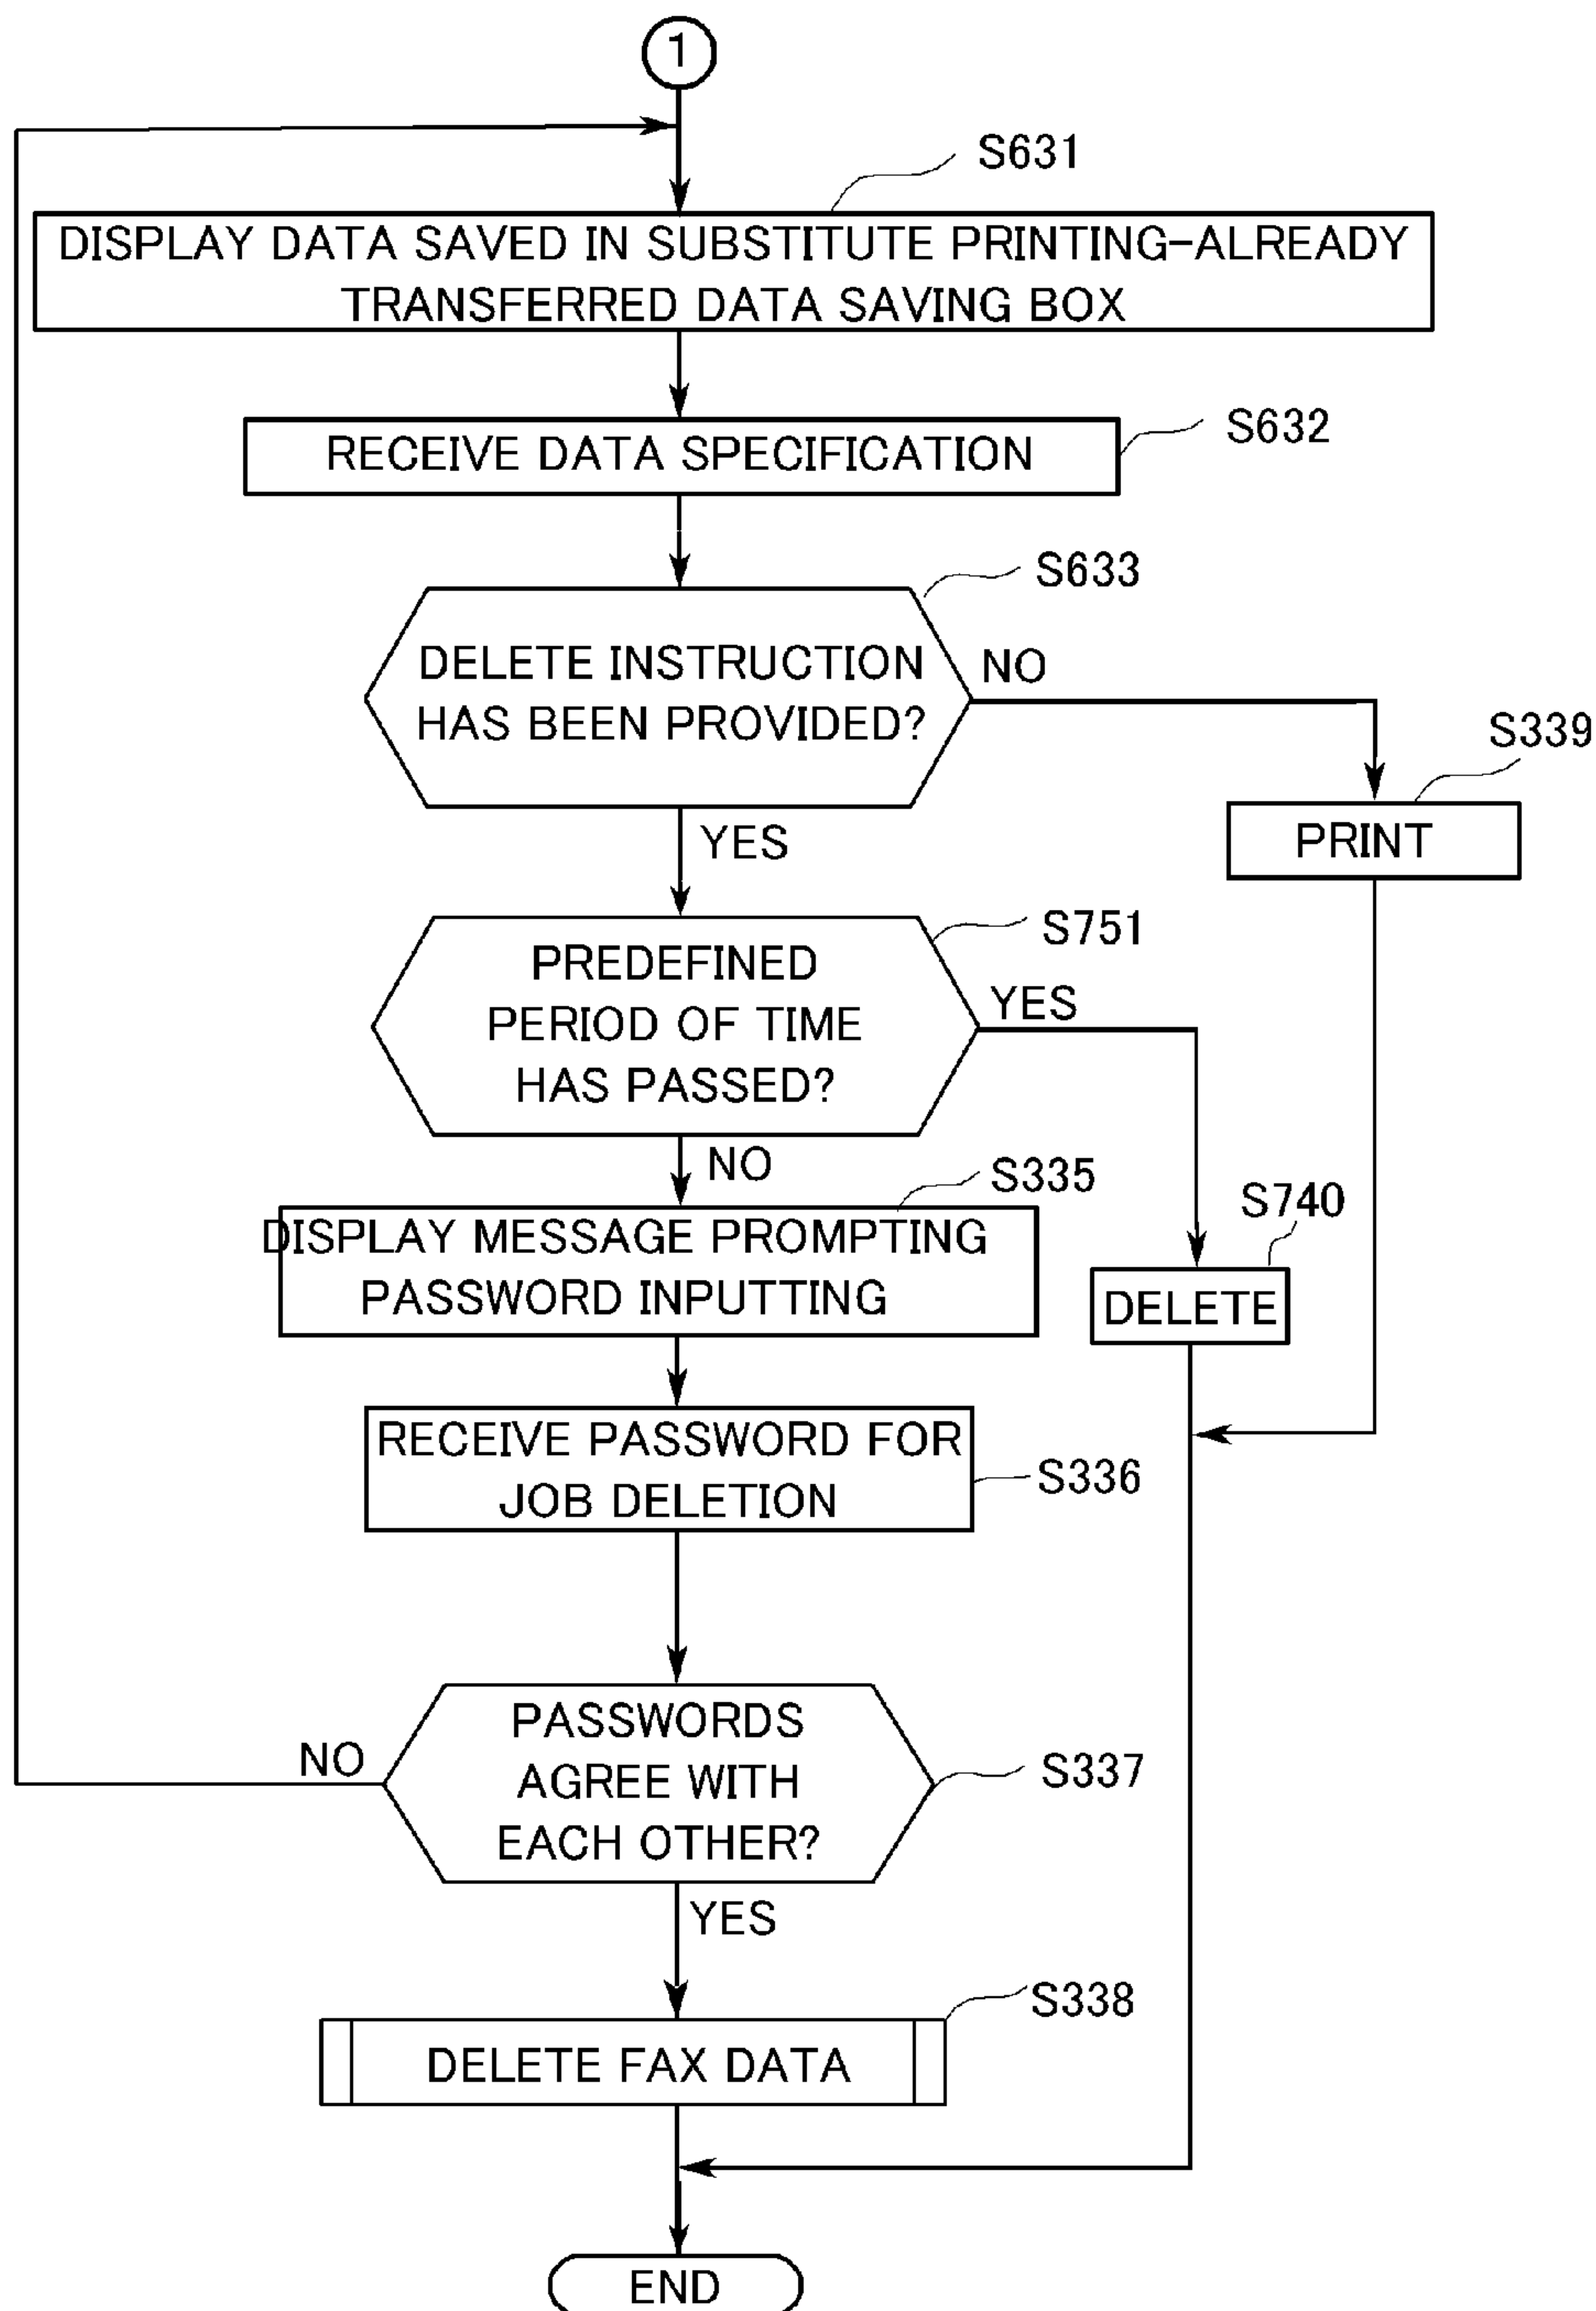 1
S631
DISPLAY DATA SAVED IN SUBSTITUTE PRINTING-ALREADY
TRANSFERRED DATA SAVING BOX
S632
RECEIVE DATA SPECIFICATION
S633
DELETE INSTRUCTION
HAS BEEN PROVIDED?
NO
S339
PRINT
YES
S751
PREDEFINED
PERIOD OF TIME
HAS PASSED?
YES
NO
S335
DISPLAY MESSAGE PROMPTING
PASSWORD INPUTTING
S740
DELETE
RECEIVE PASSWORD FOR
JOB DELETION
S336
PASSWORDS
AGREE WITH
EACH OTHER?
NO
S337
YES
S338
DELETE FAX DATA
END